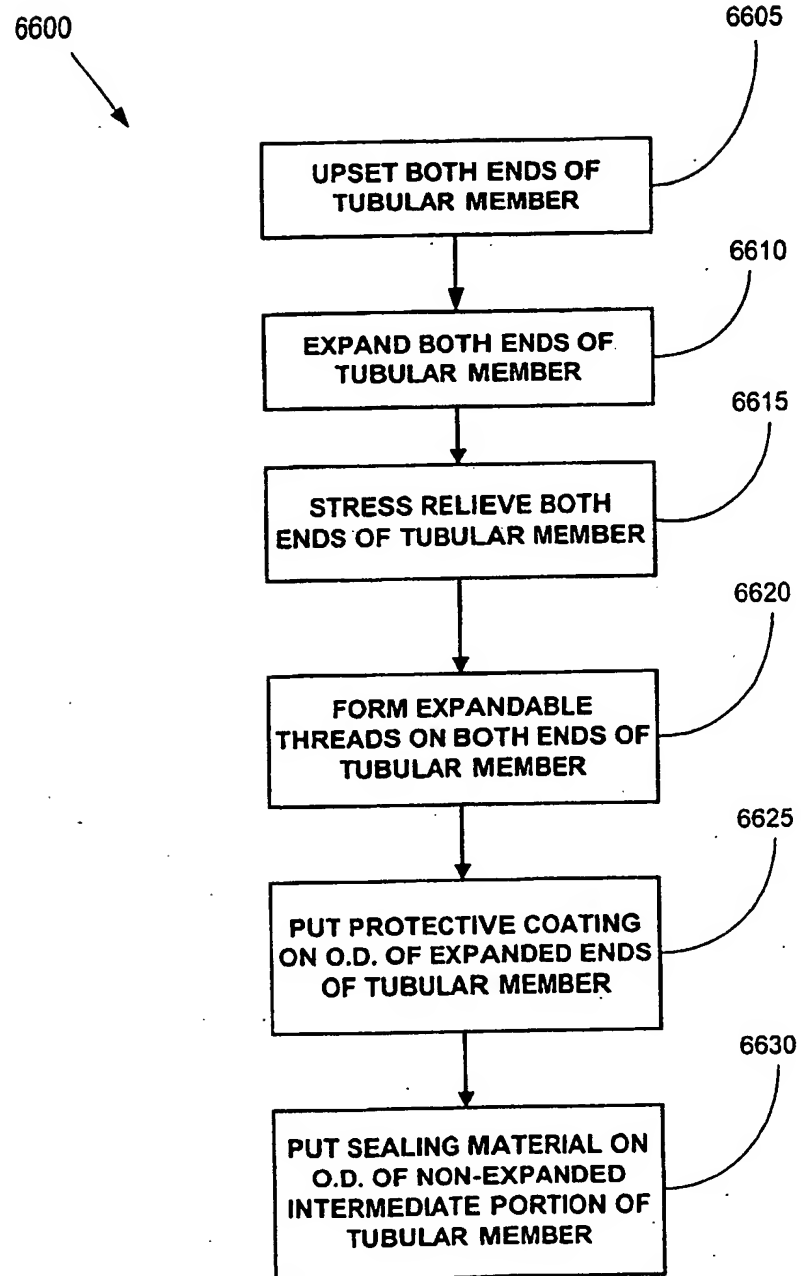 6600
6605
UPSET BOTH ENDS OF
TUBULAR MEMBER
6610
EXPAND BOTH ENDS OF
TUBULAR MEMBER
6615
STRESS RELIEVE BOTH
ENDS OF TUBULAR MEMBER
6620
FORM EXPANDABLE
THREADS ON BOTH ENDS OF
TUBULAR MEMBER
6625
PUT PROTECTIVE COATING
ON O.D. OF EXPANDED ENDS
OF TUBULAR MEMBER
6630
PUT SEALING MATERIAL ON
O.D. OF NON-EXPANDED
INTERMEDIATE PORTION OF
TUBULAR MEMBER